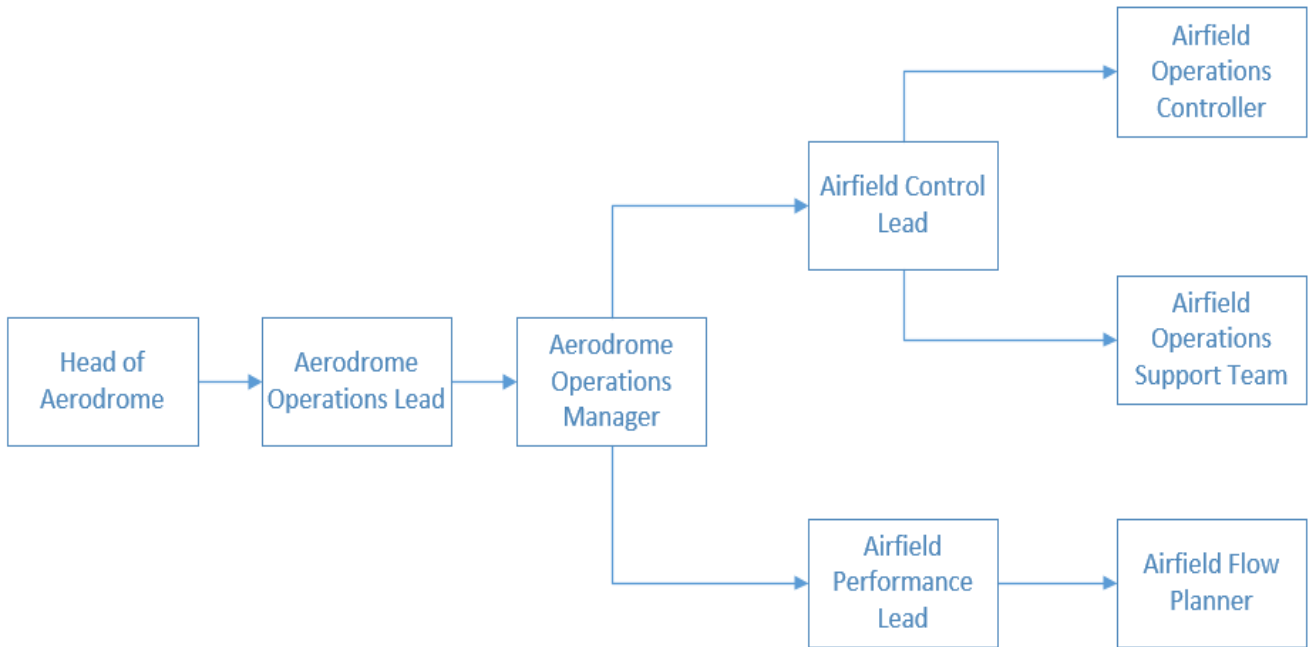 Head of
Aerodrome
Aerodrome
Operations Lead
Aerodrome
Operations
Manager
Airfield Control
Lead
Airfield
Operations
Controller
Airfield
Operations
Support Team
Airfield
Performance
Lead
Airfield Flow
Planner